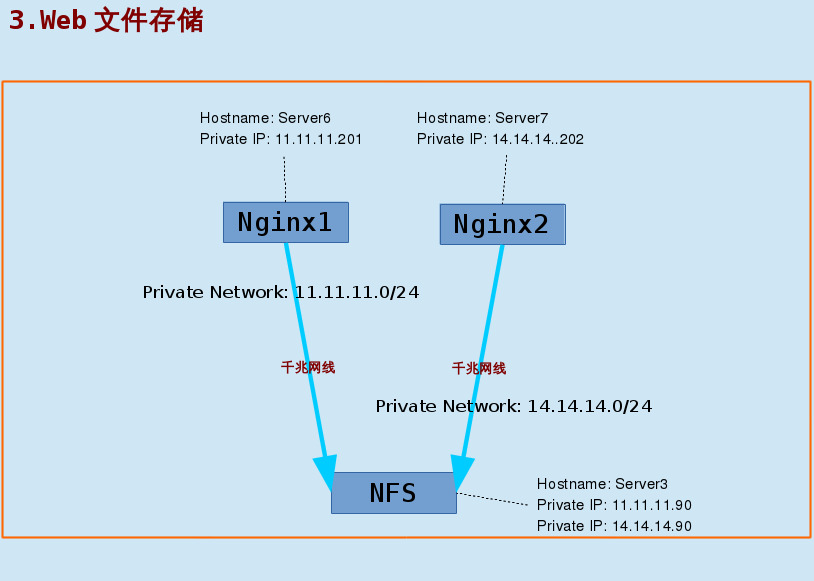 3.Web 文件存储
Hostname: Server6
Private IP: 11.11.11.201
Hostname: Server7
Private IP: 14.14.14..202
Nginx1
Nginx2
Private Network: 11.11.11.0/24
千兆网线
千兆网线
Private Network: 14.14.14.0/24
NFS
Hostname: Server3
Private IP: 11.11.11.90
Private IP: 14.14.14.90